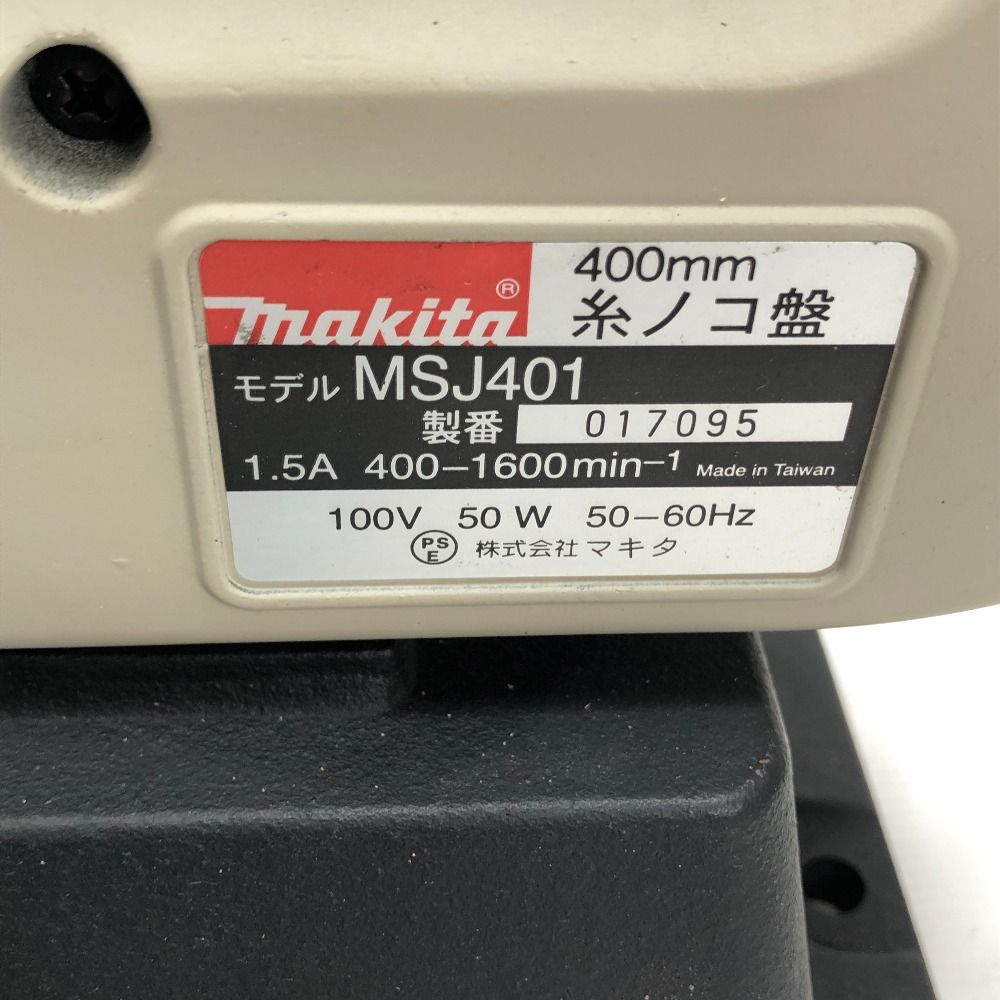 makita®
400mm
糸ノコ盤
モデル MSJ401
製番 017095
1.5A 400-1600min-1 Made in Taiwan
100V 50W 50-60Hz
PSE 株式会社マキタ